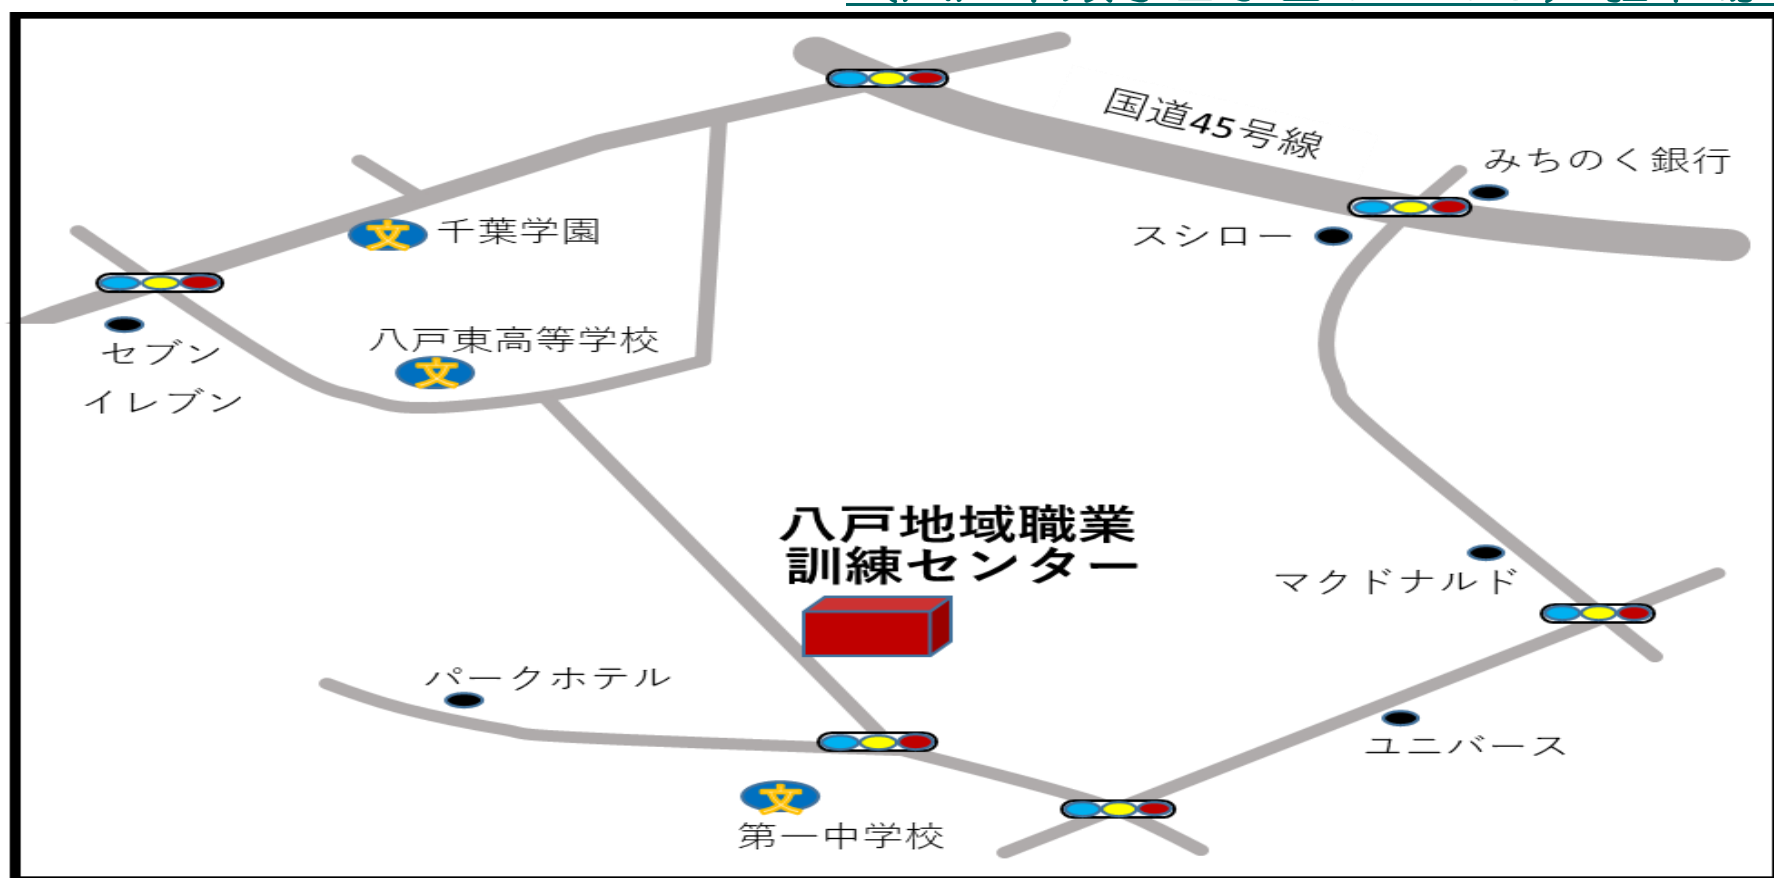 国道45号線
みちのく銀行
千葉学園
スシロー
八戸東高等学校
セブン
イレブン
八戸地域職業
訓練センター
マクドナルド
パークホテル
ユニバース
第一中学校
文
文
文